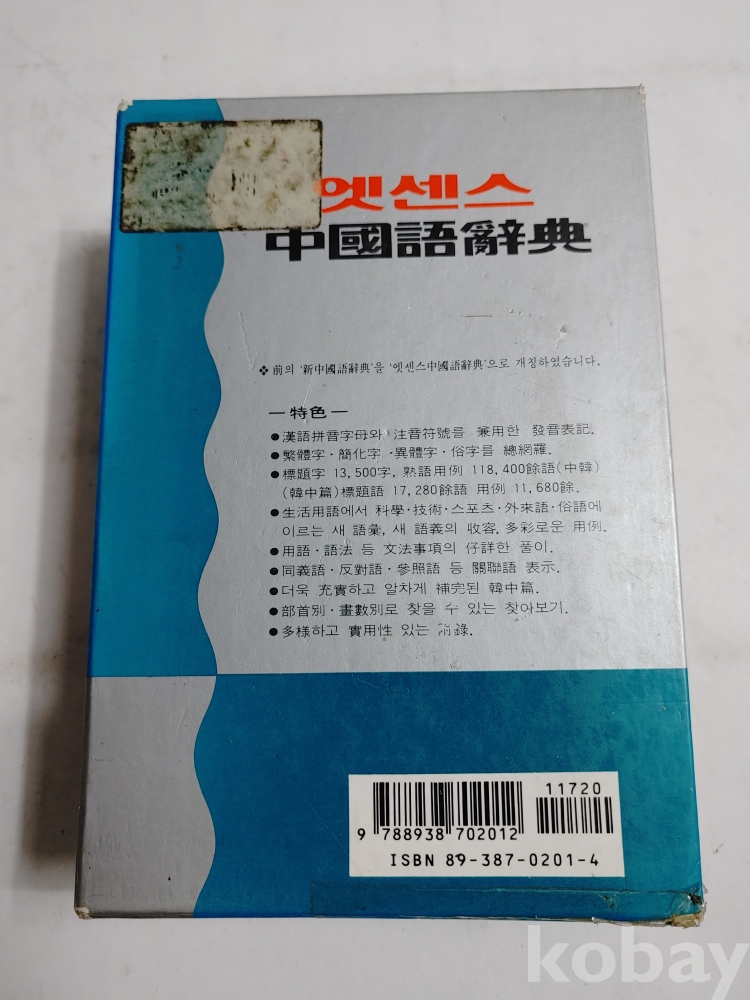 엣센스
中國語辭典
❖ 前의 '新中國語辭典'을 '엣센스中國語辭典'으로 개칭하였습니다.
— 特色 —
● 漢語拼音字母와 注音符號를 兼用한 發音表記.
● 繁體字·簡化字·異體字·俗字를 總網羅.
● 標題字 13,500字, 熟語用例 118,400餘語(中韓)
(韓中篇)標題語 17,280餘語 用例 11,680餘.
● 生活用語에서 科學·技術·스포츠·外來語·俗語에
이르는 새 語彙, 새 語義의 收容. 多彩로운 用例.
● 用語·語法 등 文法事項의 仔詳한 풀이.
● 同義語·反對語·參照語 등 關聯語 表示.
● 더욱 充實하고 알차게 補完된 韓中篇.
● 部首別·畫數別로 찾을 수 있는 찾아보기.
● 多樣하고 實用性 있는 附錄.
11720
9 788938 702012
ISBN 89-387-0201-4
kobay